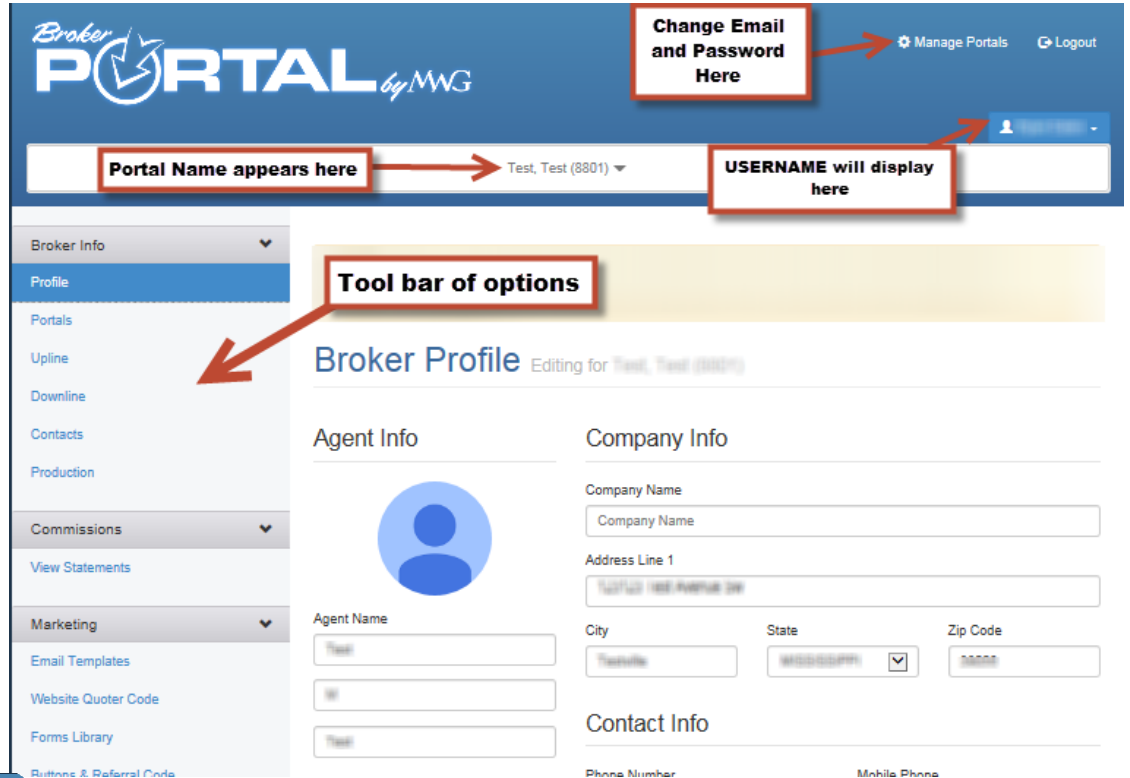 Broker
PORTAL by MWG
Change Email
and Password
Here
Manage Portals
Logout
Portal Name appears here
Test, Test (8801)
USERNAME will display
here
Broker Info
Profile
Portals
Upline
Downline
Contacts
Production
Commissions
View Statements
Marketing
Email Templates
Website Quoter Code
Forms Library
Buttons & Referral Code
Tool bar of options
Broker Profile Editing for
Agent Info
Agent Name
Company Info
Company Name
Company Name
Address Line 1
City State Zip Code
Contact Info
Phone Number Mobile Phone